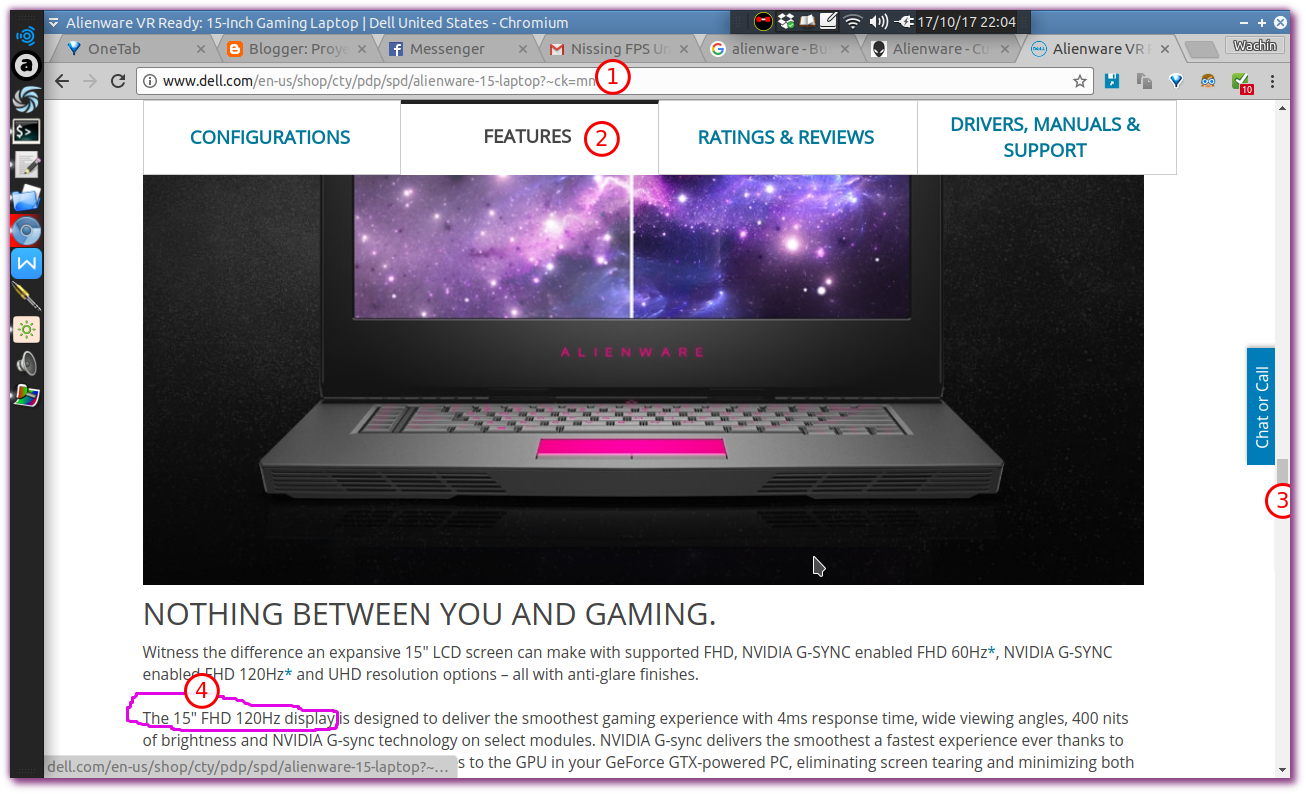 Alienware VR Ready: 15-Inch Gaming Laptop | Dell United States - Chromium
17/10/17 22:04
OneTab
Blogger: Proye
Messenger
Nissing FPS Un
alienware - Bu
Alienware - Cu
Alienware VR F
Wachín
www.dell.com/en-us/shop/cty/pdp/spd/alienware-15-laptop?~ck=mn
1
10
CONFIGURATIONS
FEATURES
2
RATINGS & REVIEWS
DRIVERS, MANUALS &
SUPPORT
ALIENWARE
Chat or Call
3
NOTHING BETWEEN YOU AND GAMING.
Witness the difference an expansive 15" LCD screen can make with supported FHD, NVIDIA G-SYNC enabled FHD 60Hz*, NVIDIA G-SYNC
enabled FHD 120Hz* and UHD resolution options – all with anti-glare finishes.
4
The 15" FHD 120Hz display is designed to deliver the smoothest gaming experience with 4ms response time, wide viewing angles, 400 nits
of brightness and NVIDIA G-sync technology on select modules. NVIDIA G-sync delivers the smoothest a fastest experience ever thanks to
s to the GPU in your GeForce GTX-powered PC, eliminating screen tearing and minimizing both
dell.com/en-us/shop/cty/pdp/spd/alienware-15-laptop?~...